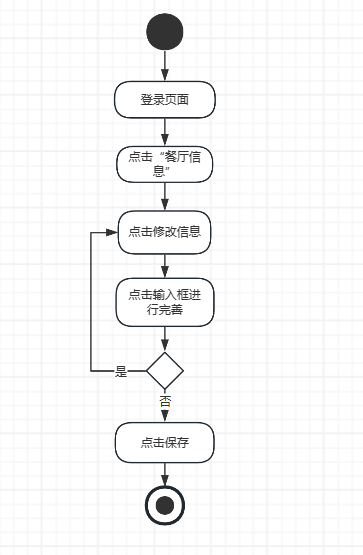 登录页面
点击“餐厅信
息”
点击修改信息
点击输入框进
行完善
是
否
点击保存